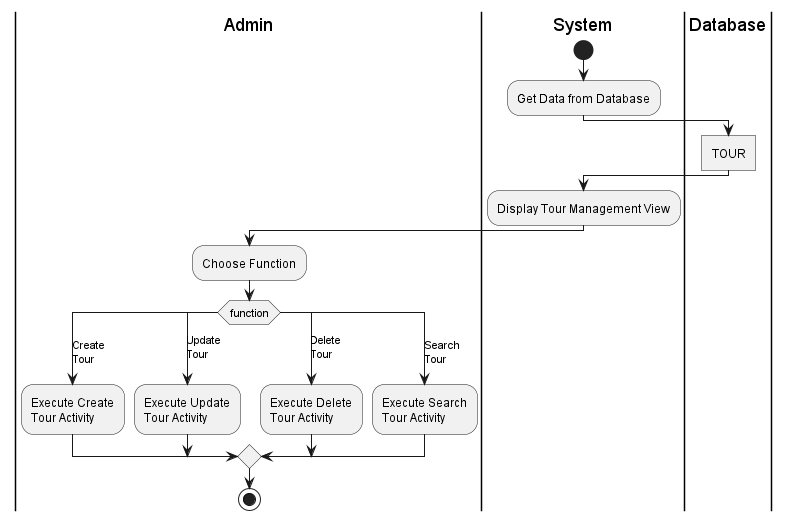 Admin
System
Database
Get Data from Database
TOUR
Display Tour Management View
Choose Function
function
Create
Tour
Update
Tour
Delete
Tour
Search
Tour
Execute Create
Tour Activity
Execute Update
Tour Activity
Execute Delete
Tour Activity
Execute Search
Tour Activity